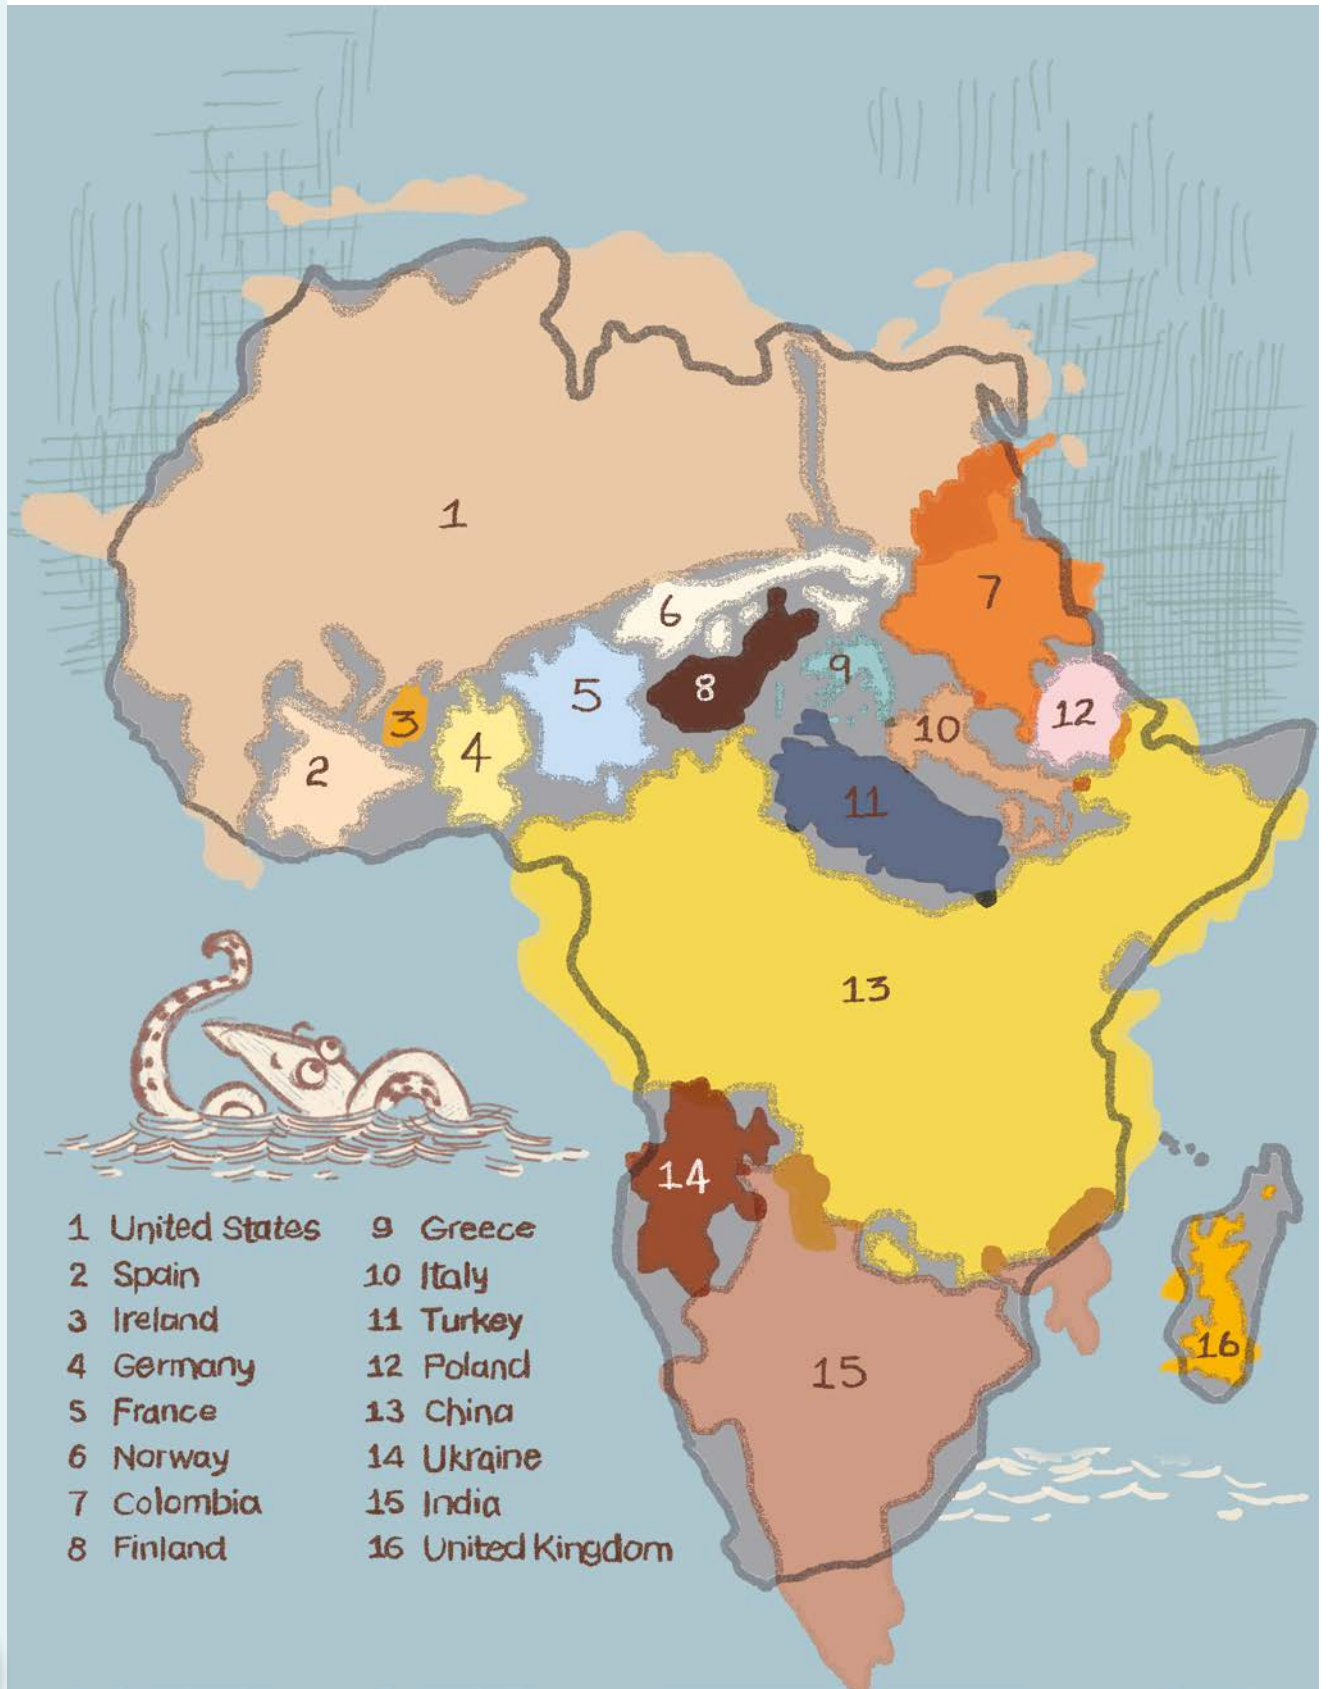 1
6
7
3
5
8
9
10
12
2
4
11
13
14
15
16
1 United States
2 Spain
3 Ireland
4 Germany
5 France
6 Norway
7 Colombia
8 Finland
9 Greece
10 Italy
11 Turkey
12 Poland
13 China
14 Ukraine
15 India
16 United Kingdom